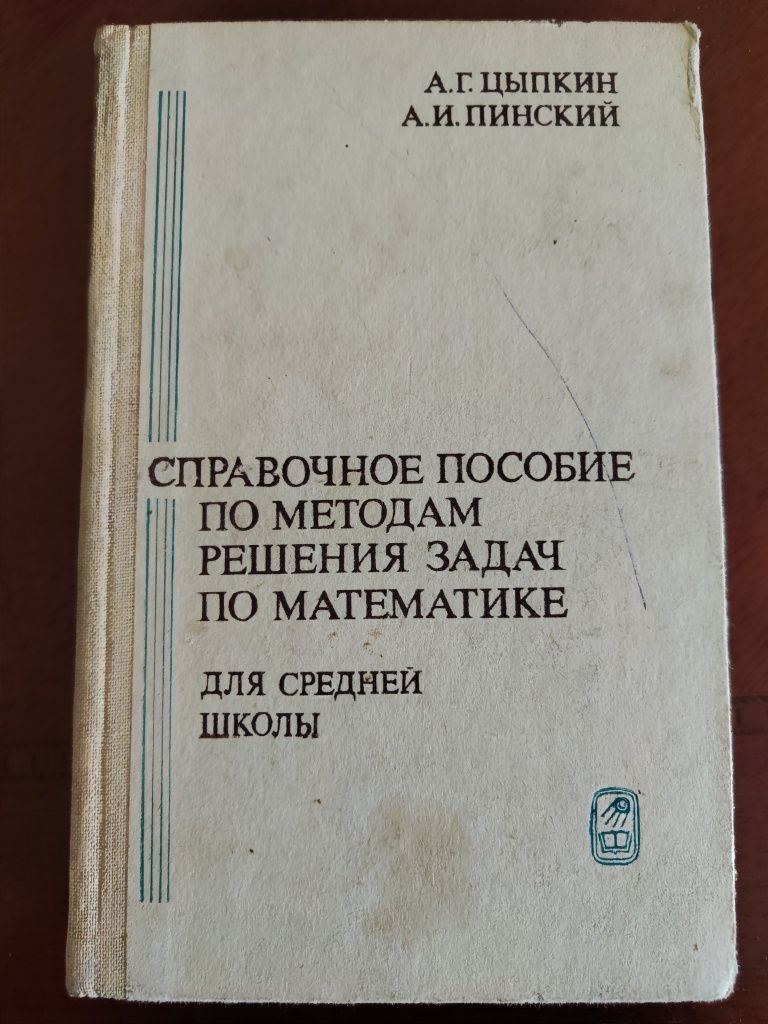 А.Г. ЦЫПКИН
А.И. ПИНСКИЙ
СПРАВОЧНОЕ ПОСОБИЕ
ПО МЕТОДАМ
РЕШЕНИЯ ЗАДАЧ
ПО МАТЕМАТИКЕ
ДЛЯ СРЕДНЕЙ
ШКОЛЫ